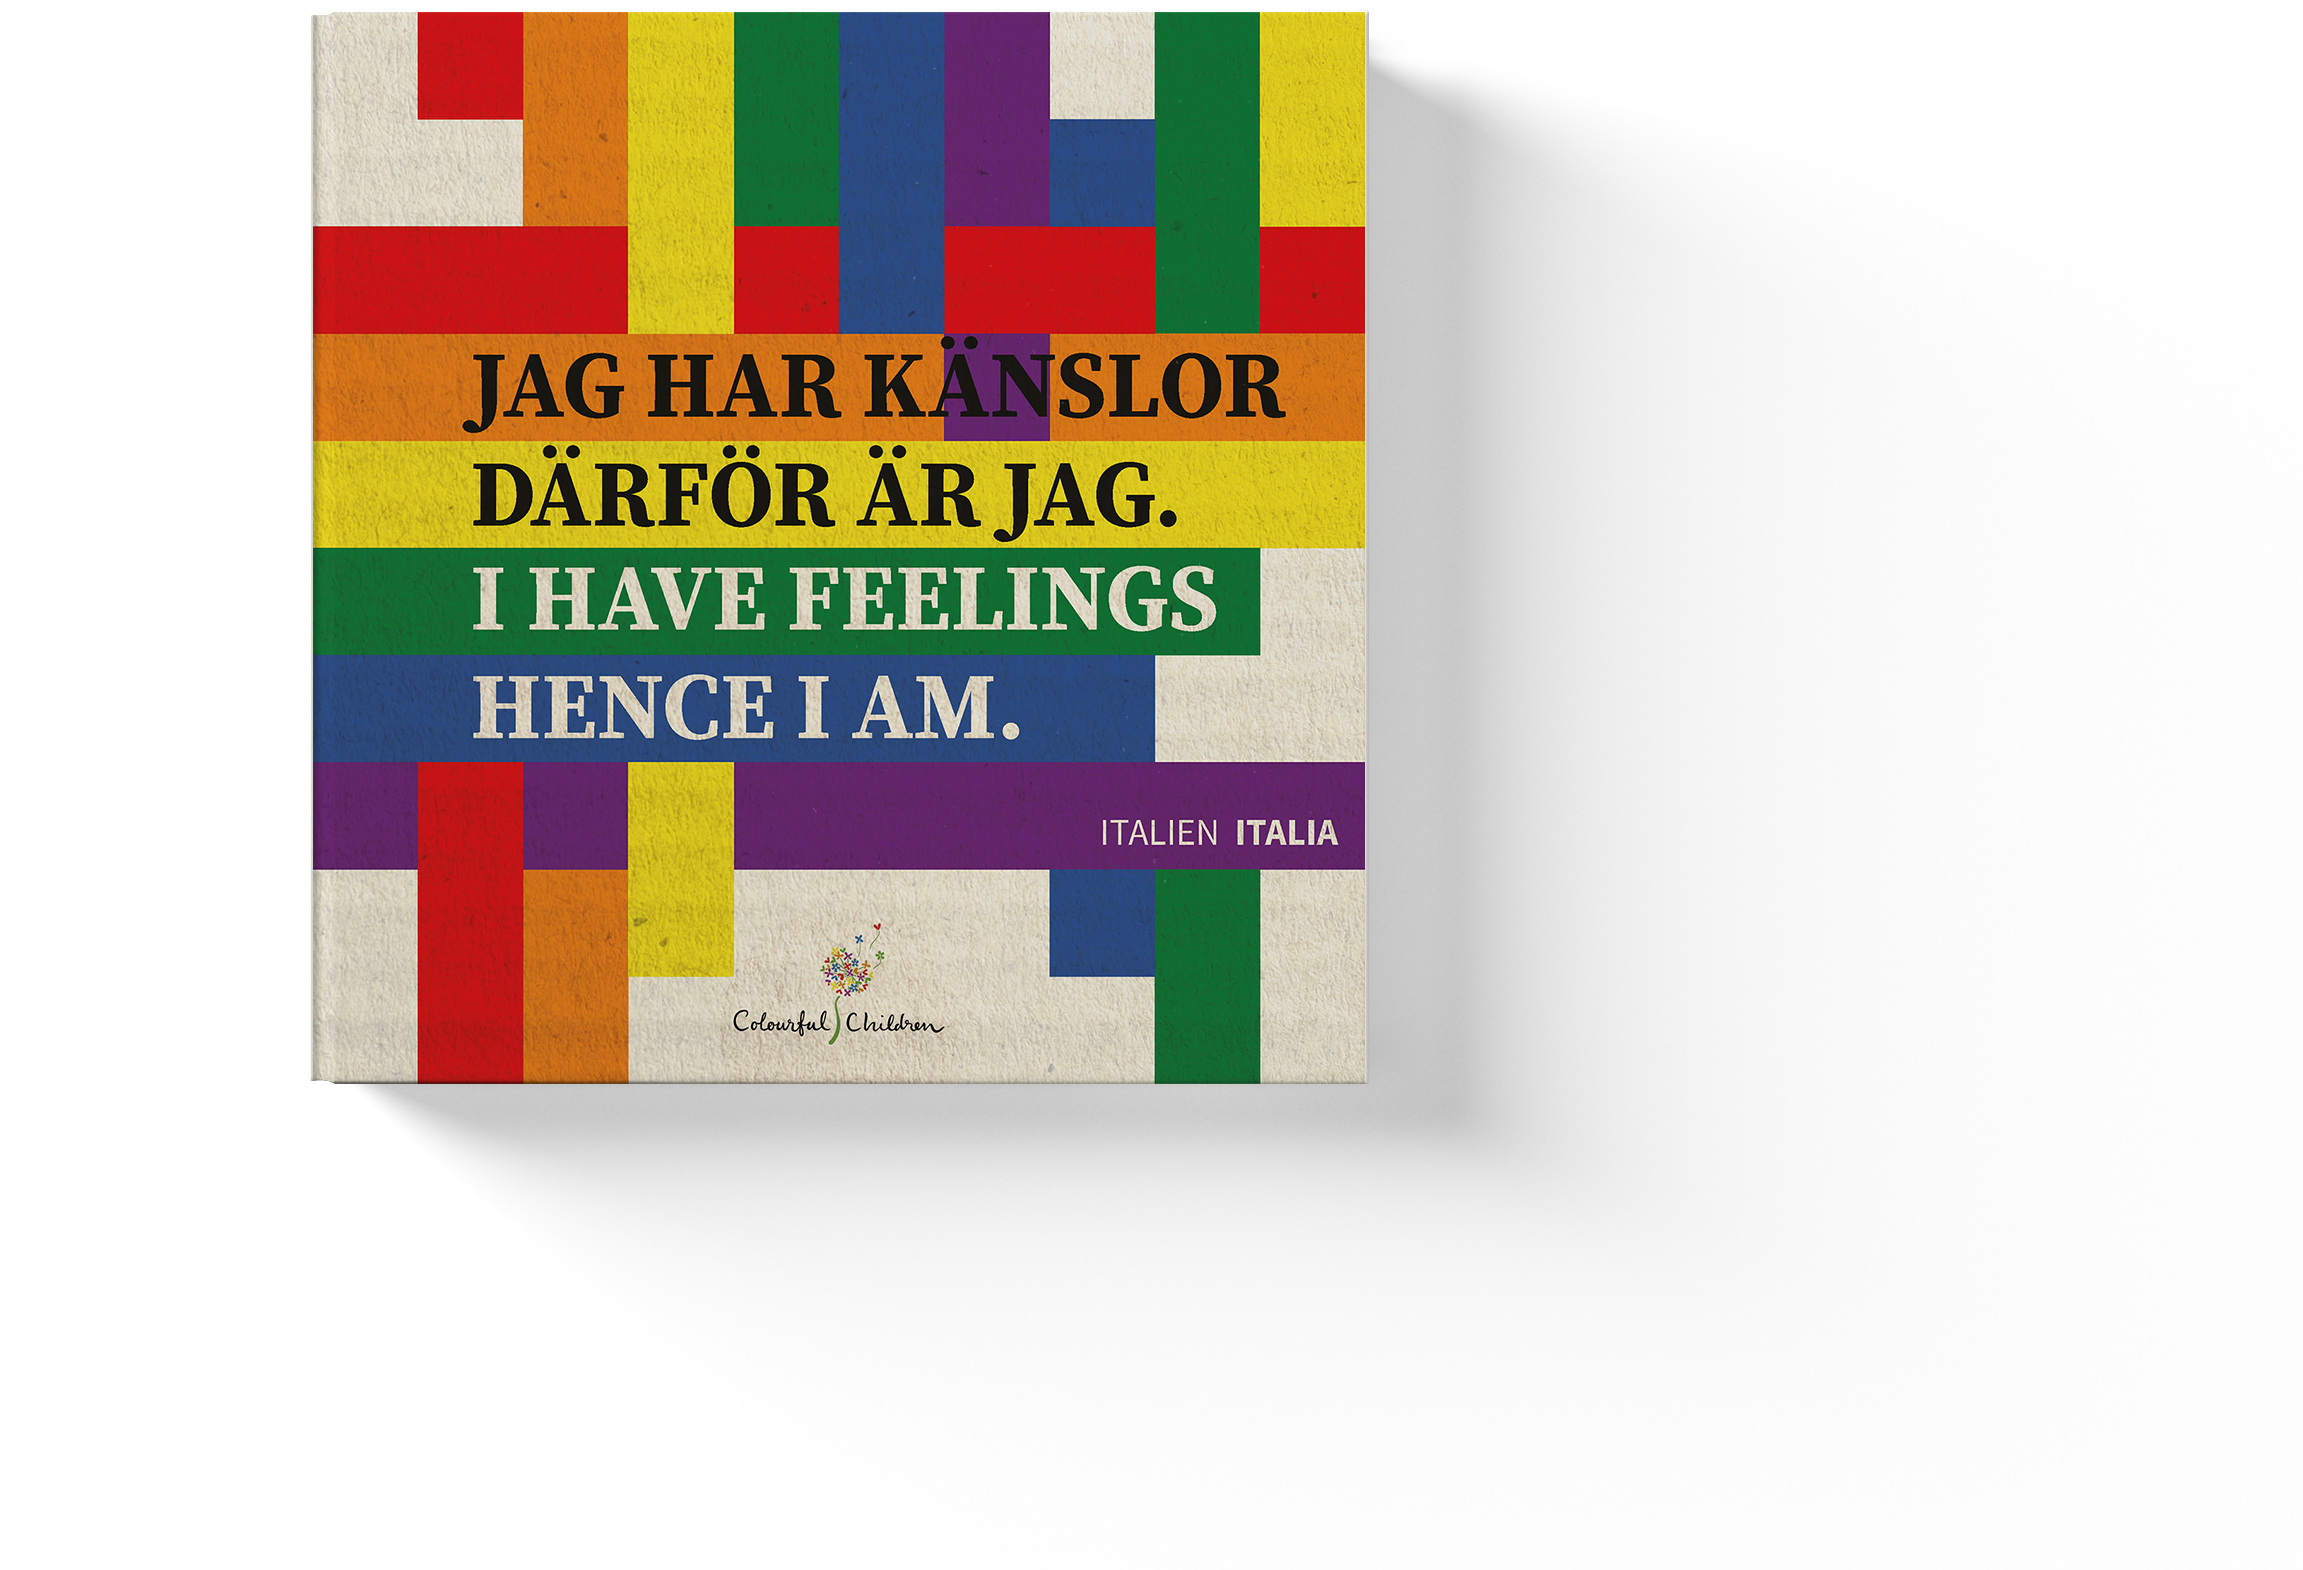 JAG HAR KÄNSLOR
DÄRFÖR ÄR JAG.
I HAVE FEELINGS
HENCE I AM.
ITALIEN ITALIA
Colourful Children